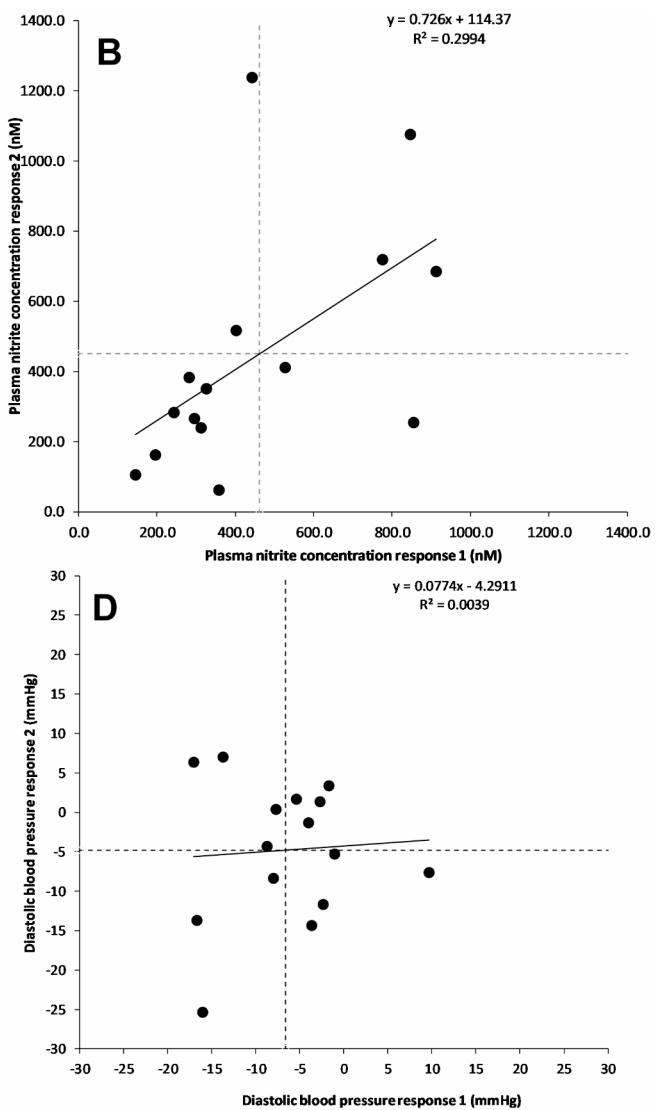 y = 0.726x + 114.37
R² = 0.2994
B
Plasma nitrite concentration response 2 (nM)
1400.0
1200.0
1000.0
800.0
600.0
400.0
200.0
0.0
0.0 200.0 400.0 600.0 800.0 1000.0 1200.0 1400.0
Plasma nitrite concentration response 1 (nM)
y = 0.0774x - 4.2911
R² = 0.0039
D
Diastolic blood pressure response 2 (mmHg)
30
25
20
15
10
5
0
-5
-10
-15
-20
-25
-30
-30 -25 -20 -15 -10 -5 0 5 10 15 20 25 30
Diastolic blood pressure response 1 (mmHg)